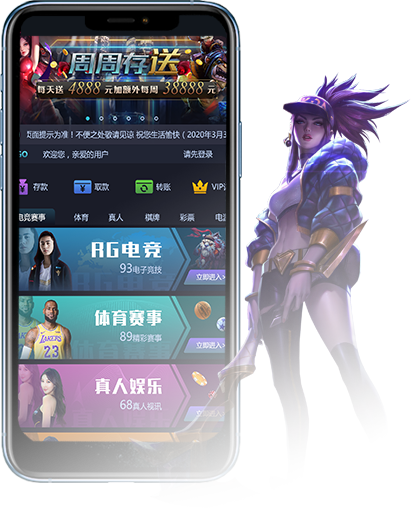 周周存送
每天送 4888 元加额外每周 38888 元
页面提示为准！不便之处敬请见谅 祝您生活愉快 ( 2020年3月3
GO 欢迎您，亲爱的用户 请先登录
存款 取款 转账 VIP
电竞赛事 体育 真人 棋牌 彩票 电
RG电竞
93电子竞技
立即进入>
体育赛事
LAKERS
23
89精彩赛事
立即进入>
真人娱乐
68真人视讯
立即进入>